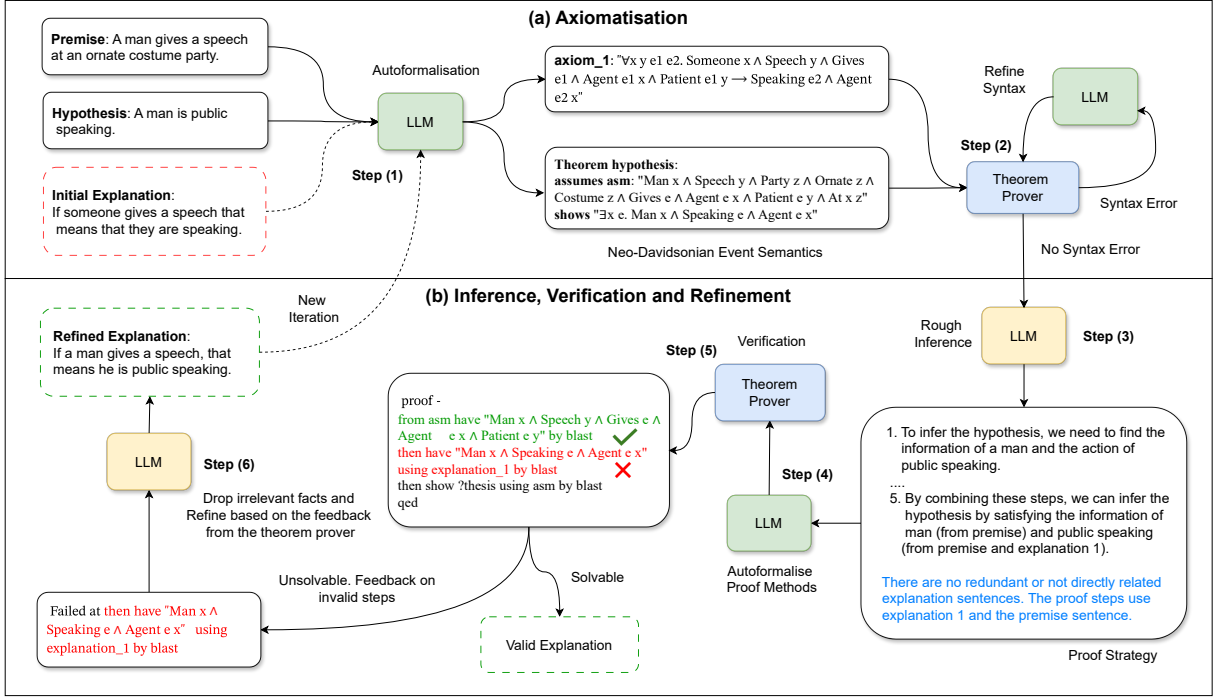 (a) Axiomatisation
Premise: A man gives a speech
at an ornate costume party.
Hypothesis: A man is public
speaking.
Initial Explanation:
If someone gives a speech that
means that they are speaking.
Autoformalisation
LLM
Step (1)
axiom_1: "∀x y e1 e2. Someone x ∧ Speech y ∧ Gives
e1 ∧ Agent e1 x ∧ Patient e1 y ⟶ Speaking e2 ∧ Agent
e2 x"
Theorem hypothesis:
assumes asm: "Man x ∧ Speech y ∧ Party z ∧ Ornate z ∧
Costume z ∧ Gives e ∧ Agent e x ∧ Patient e y ∧ At x z"
shows "∃x e. Man x ∧ Speaking e ∧ Agent e x"
Neo-Davidsonian Event Semantics
Refine
Syntax
LLM
Step (2)
Theorem
Prover
Syntax Error
No Syntax Error
(b) Inference, Verification and Refinement
New
Iteration
Refined Explanation:
If a man gives a speech, that
means he is public speaking.
LLM
Step (6)
Drop irrelevant facts and
Refine based on the feedback
from the theorem prover
Failed at then have "Man x ∧
Speaking e ∧ Agent e x" using
explanation_1 by blast
Unsolvable. Feedback on
invalid steps
proof -
from asm have "Man x ∧ Speech y ∧ Gives e ∧
Agent e x ∧ Patient e y" by blast
then have "Man x ∧ Speaking e ∧ Agent e x"
using explanation_1 by blast
then show ?thesis using asm by blast
qed
Solvable
Valid Explanation
Step (5)
Verification
Theorem
Prover
Step (4)
LLM
Autoformalise
Proof Methods
Rough
Inference
LLM
Step (3)
1. To infer the hypothesis, we need to find the
information of a man and the action of
public speaking.
....
5. By combining these steps, we can infer the
hypothesis by satisfying the information of
man (from premise) and public speaking
(from premise and explanation 1).
There are no redundant or not directly related
explanation sentences. The proof steps use
explanation 1 and the premise sentence.
Proof Strategy